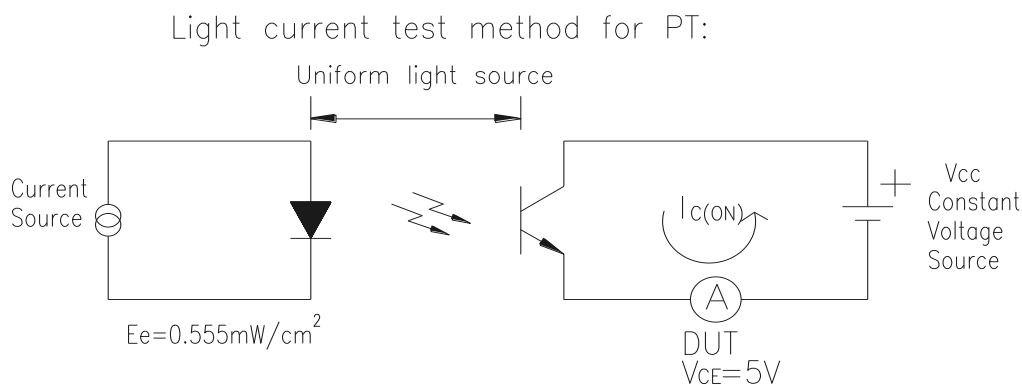 Light current test method for PT:
Uniform light source
Current
Source
Ee=0.555mW/cm²
IC(ON)
A
DUT
VCE=5V
+
Vcc
Constant
Voltage
Source